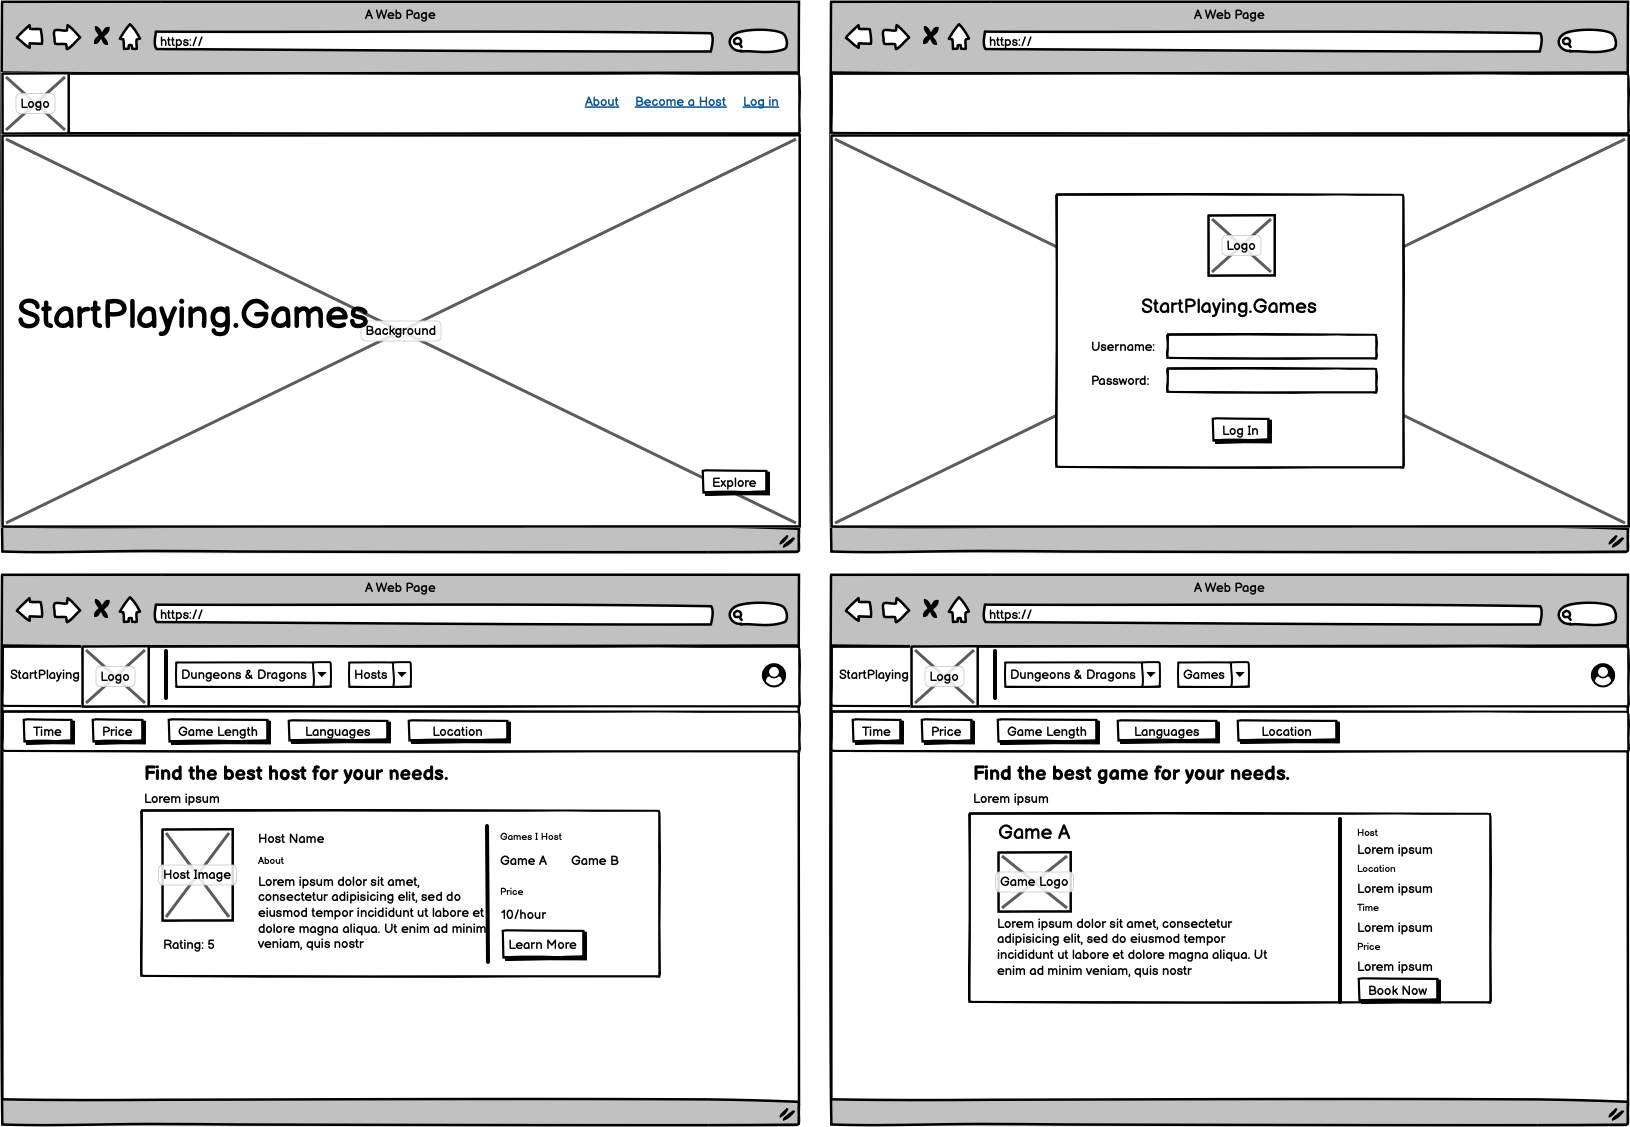 A Web Page
https://
Logo
About Become a Host Log in
StartPlaying.Games
Background
Explore
A Web Page
https://
Logo
StartPlaying.Games
Username:
Password:
Log In
A Web Page
https://
StartPlaying Logo Dungeons & Dragons Hosts
Time Price Game Length Languages Location
Find the best host for your needs.
Lorem ipsum
Host Image
Rating: 5
Host Name
About
Lorem ipsum dolor sit amet,
consectetur adipisicing elit, sed do
eiusmod tempor incididunt ut labore et
dolore magna aliqua. Ut enim ad minim
veniam, quis nostr
Games I Host
Game A Game B
Price
10/hour
Learn More
A Web Page
https://
StartPlaying Logo Dungeons & Dragons Games
Time Price Game Length Languages Location
Find the best game for your needs.
Lorem ipsum
Game A
Game Logo
Lorem ipsum dolor sit amet, consectetur
adipisicing elit, sed do eiusmod tempor
incididunt ut labore et dolore magna aliqua. Ut
enim ad minim veniam, quis nostr
Host
Lorem ipsum
Location
Lorem ipsum
Time
Lorem ipsum
Price
Lorem ipsum
Book Now